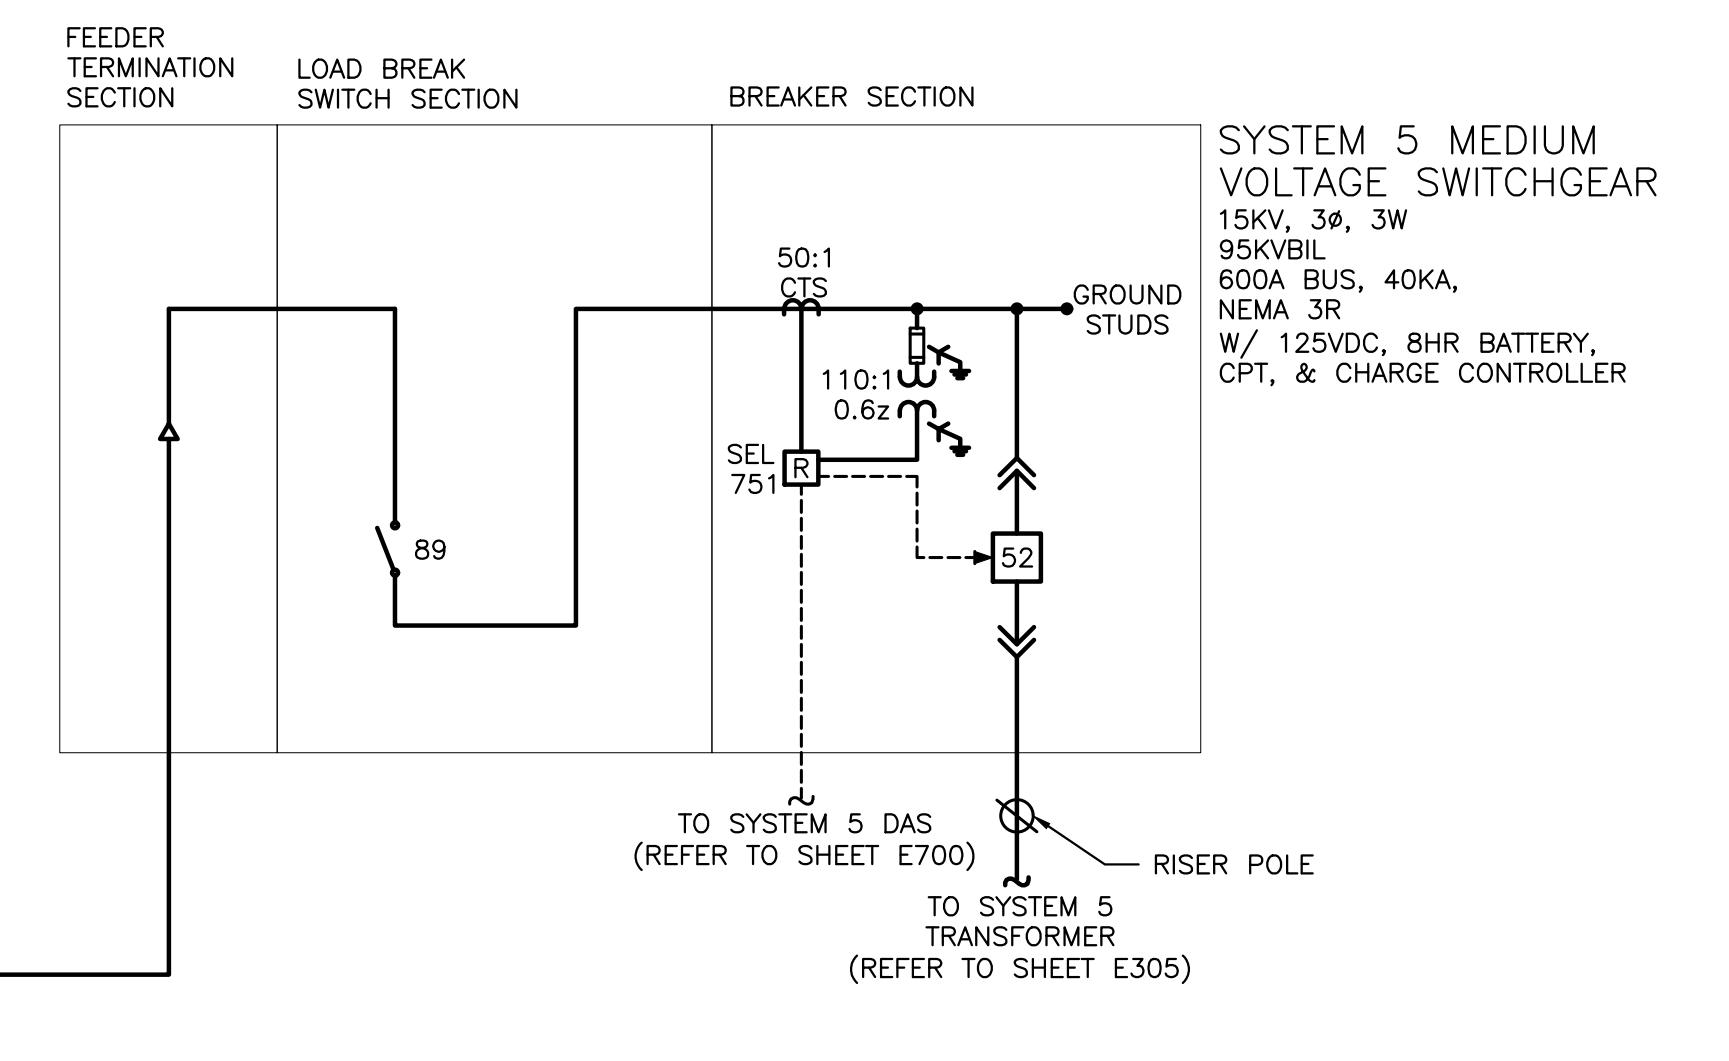 FEEDER
TERMINATION
SECTION
LOAD BREAK
SWITCH SECTION
BREAKER SECTION
SYSTEM 5 MEDIUM
VOLTAGE SWITCHGEAR
15KV, 3ø, 3W
95KVBIL
600A BUS, 40KA,
NEMA 3R
W/ 125VDC, 8HR BATTERY,
CPT, & CHARGE CONTROLLER
50:1
CTS
GROUND
STUDS
110:1
0.6z
SEL
751
R
89
52
TO SYSTEM 5 DAS
(REFER TO SHEET E700)
RISER POLE
TO SYSTEM 5
TRANSFORMER
(REFER TO SHEET E305)